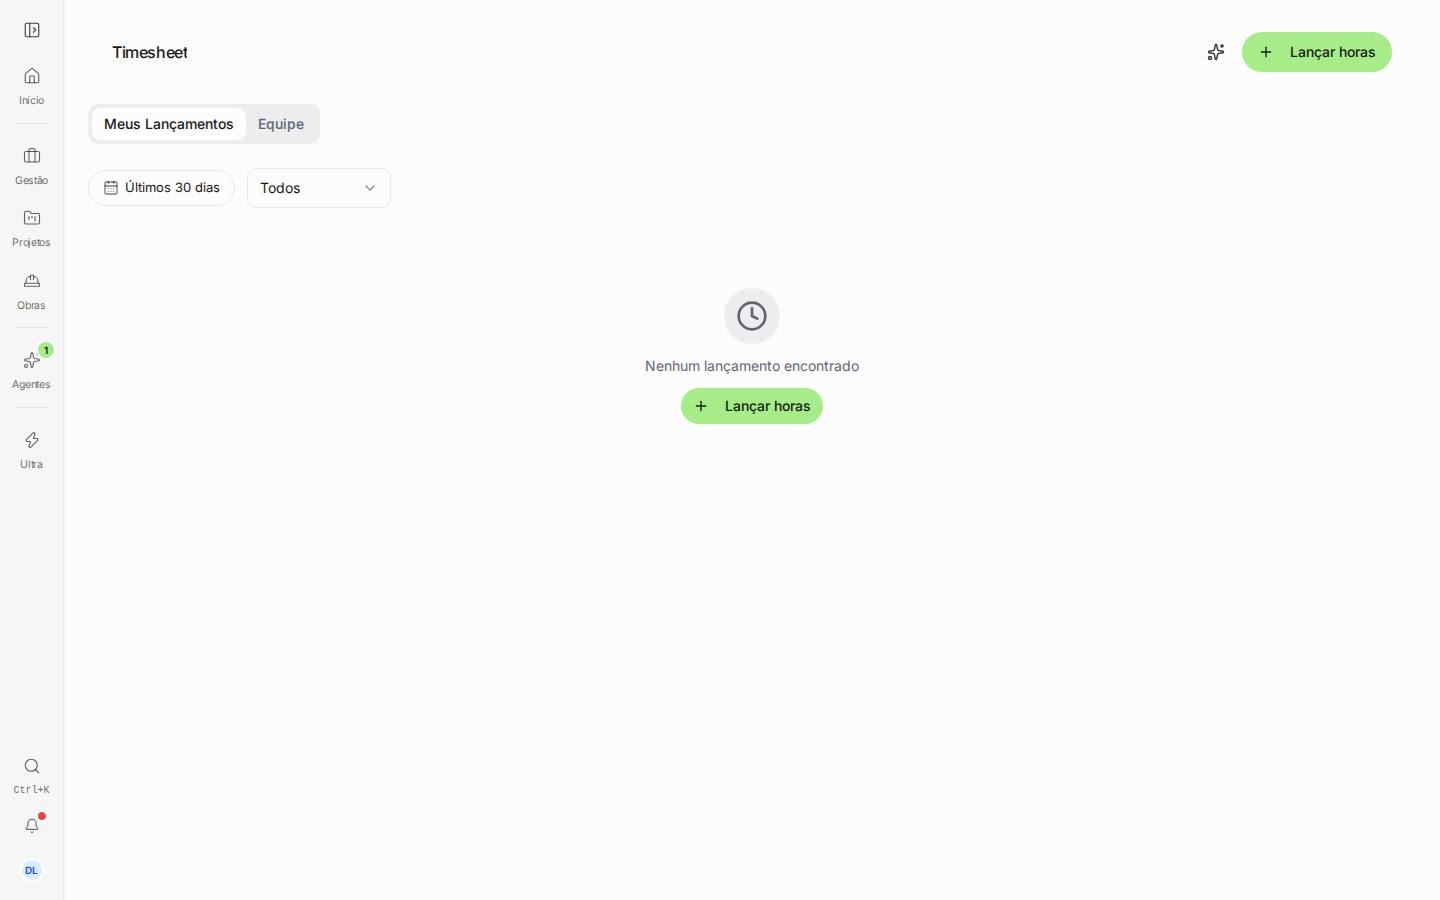 Timesheet
Lançar horas
Início
Meus Lançamentos
Equipe
Gestão
Últimos 30 dias
Todos
Projetos
Obras
1
Agentes
Nenhum lançamento encontrado
Lançar horas
Ultra
Ctrl+K
DL